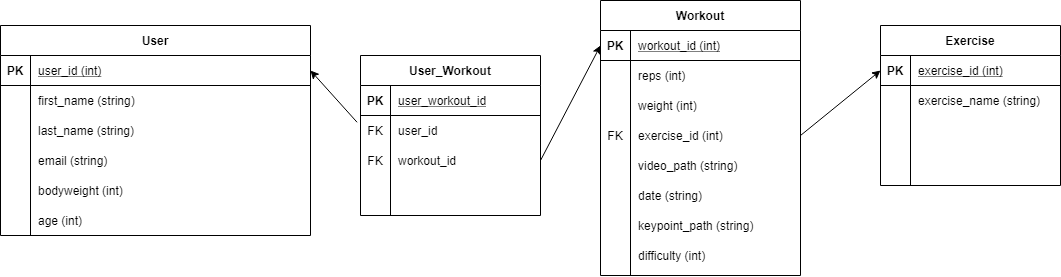 User
PK user_id (int)
first_name (string)
last_name (string)
email (string)
bodyweight (int)
age (int)
User_Workout
PK user_workout_id
FK user_id
FK workout_id
Workout
PK workout_id (int)
reps (int)
weight (int)
FK exercise_id (int)
video_path (string)
date (string)
keypoint_path (string)
difficulty (int)
Exercise
PK exercise_id (int)
exercise_name (string)